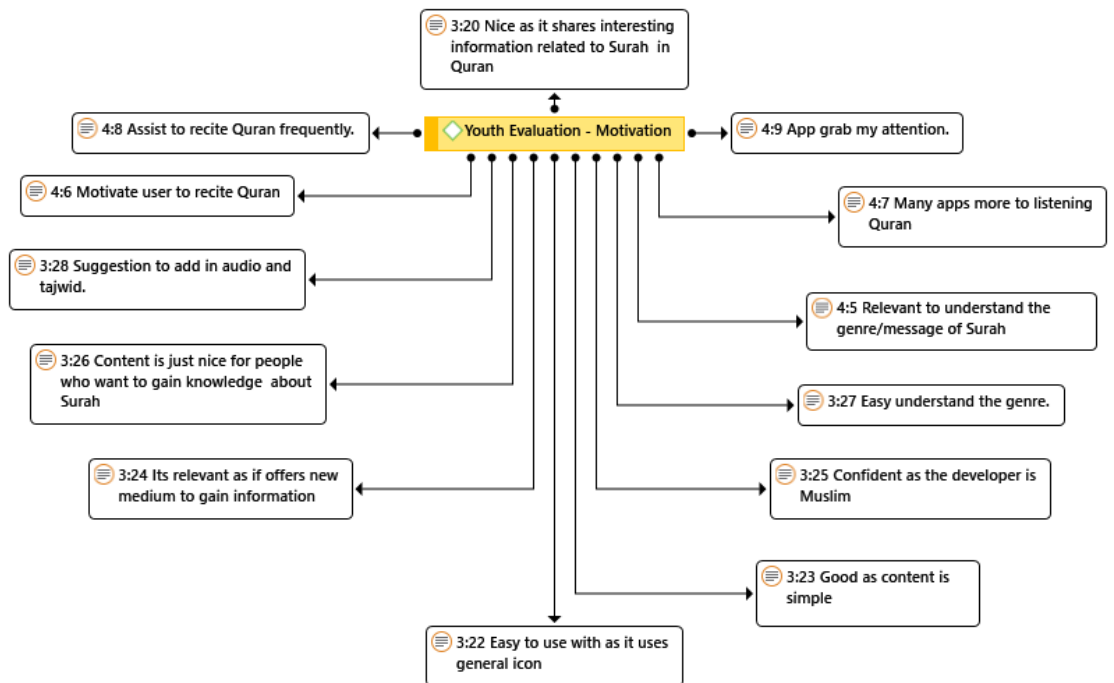 3:20 Nice as it shares interesting
information related to Surah in
Quran
4:8 Assist to recite Quran frequently.
Youth Evaluation - Motivation
4:9 App grab my attention.
4:6 Motivate user to recite Quran
4:7 Many apps more to listening
Quran
3:28 Suggestion to add in audio and
tajwid.
4:5 Relevant to understand the
genre/message of Surah
3:26 Content is just nice for people
who want to gain knowledge about
Surah
3:27 Easy understand the genre.
3:24 Its relevant as if offers new
medium to gain information
3:25 Confident as the developer is
Muslim
3:23 Good as content is
simple
3:22 Easy to use with as it uses
general icon